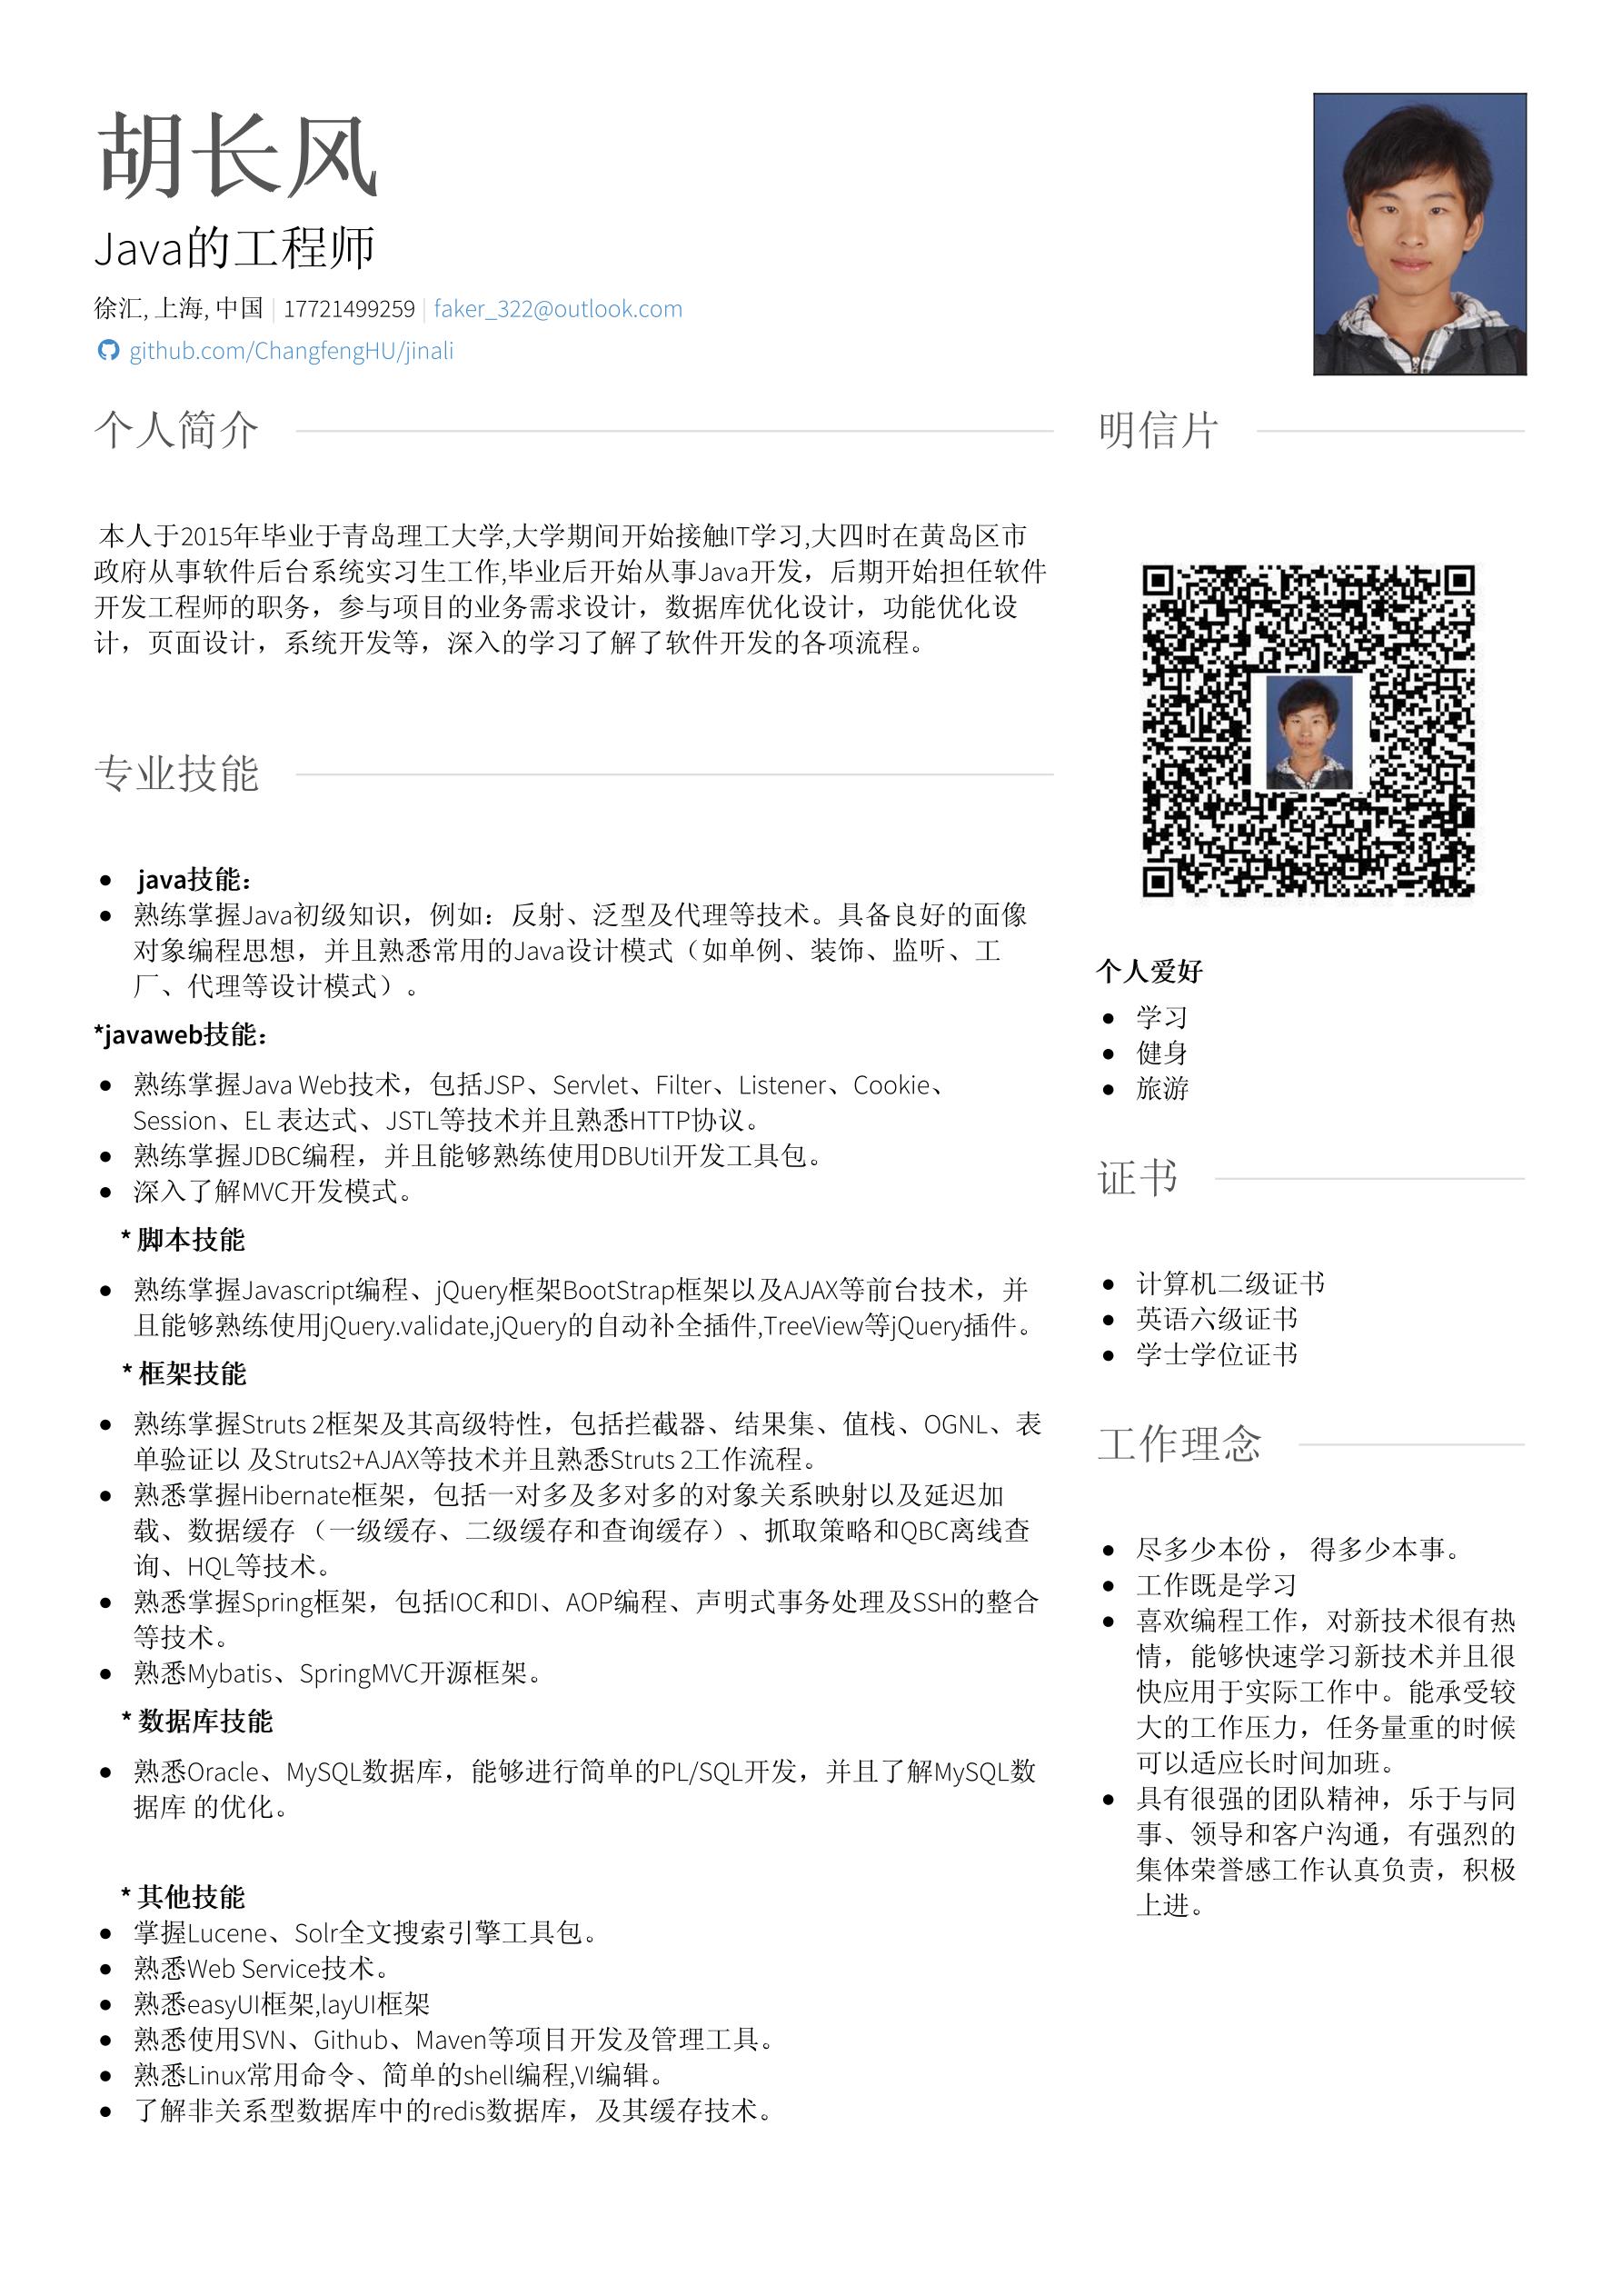 胡长风
Java的工程师
徐汇, 上海, 中国 | 17721499259 | faker_322@outlook.com
github.com/ChangfengHU/jinali
个人简介
本人于2015年毕业于青岛理工大学,大学期间开始接触IT学习,大四时在黄岛区市
政府从事软件后台系统实习生工作,毕业后开始从事Java开发，后期开始担任软件
开发工程师的职务，参与项目的业务需求设计，数据库优化设计，功能优化设
计，页面设计，系统开发等，深入的学习了解了软件开发的各项流程。
专业技能
• java技能：
• 熟练掌握Java初级知识，例如：反射、泛型及代理等技术。具备良好的面像
对象编程思想，并且熟悉常用的Java设计模式（如单例、装饰、监听、工
厂、代理等设计模式）。
*javaweb技能：
• 熟练掌握Java Web技术，包括JSP、Servlet、Filter、Listener、Cookie、
Session、EL 表达式、JSTL等技术并且熟悉HTTP协议。
• 熟练掌握JDBC编程，并且能够熟练使用DBUtil开发工具包。
• 深入了解MVC开发模式。
* 脚本技能
• 熟练掌握Javascript编程、jQuery框架BootStrap框架以及AJAX等前台技术，并
且能够熟练使用jQuery.validate,jQuery的自动补全插件,TreeView等jQuery插件。
* 框架技能
• 熟练掌握Struts 2框架及其高级特性，包括拦截器、结果集、值栈、OGNL、表
单验证以 及Struts2+AJAX等技术并且熟悉Struts 2工作流程。
• 熟悉掌握Hibernate框架，包括一对多及多对多的对象关系映射以及延迟加
载、数据缓存 （一级缓存、二级缓存和查询缓存）、抓取策略和QBC离线查
询、HQL等技术。
• 熟悉掌握Spring框架，包括IOC和DI、AOP编程、声明式事务处理及SSH的整合
等技术。
• 熟悉Mybatis、SpringMVC开源框架。
* 数据库技能
• 熟悉Oracle、MySQL数据库，能够进行简单的PL/SQL开发，并且了解MySQL数
据库 的优化。
* 其他技能
• 掌握Lucene、Solr全文搜索引擎工具包。
• 熟悉Web Service技术。
• 熟悉easyUI框架,layUI框架
• 熟悉使用SVN、Github、Maven等项目开发及管理工具。
• 熟悉Linux常用命令、简单的shell编程,VI编辑。
• 了解非关系型数据库中的redis数据库，及其缓存技术。
明信片
个人爱好
• 学习
• 健身
• 旅游
证书
• 计算机二级证书
• 英语六级证书
• 学士学位证书
工作理念
• 尽多少本份 ， 得多少本事。
• 工作既是学习
• 喜欢编程工作，对新技术很有热
情，能够快速学习新技术并且很
快应用于实际工作中。能承受较
大的工作压力，任务量重的时候
可以适应长时间加班。
• 具有很强的团队精神，乐于与同
事、领导和客户沟通，有强烈的
集体荣誉感工作认真负责，积极
上进。